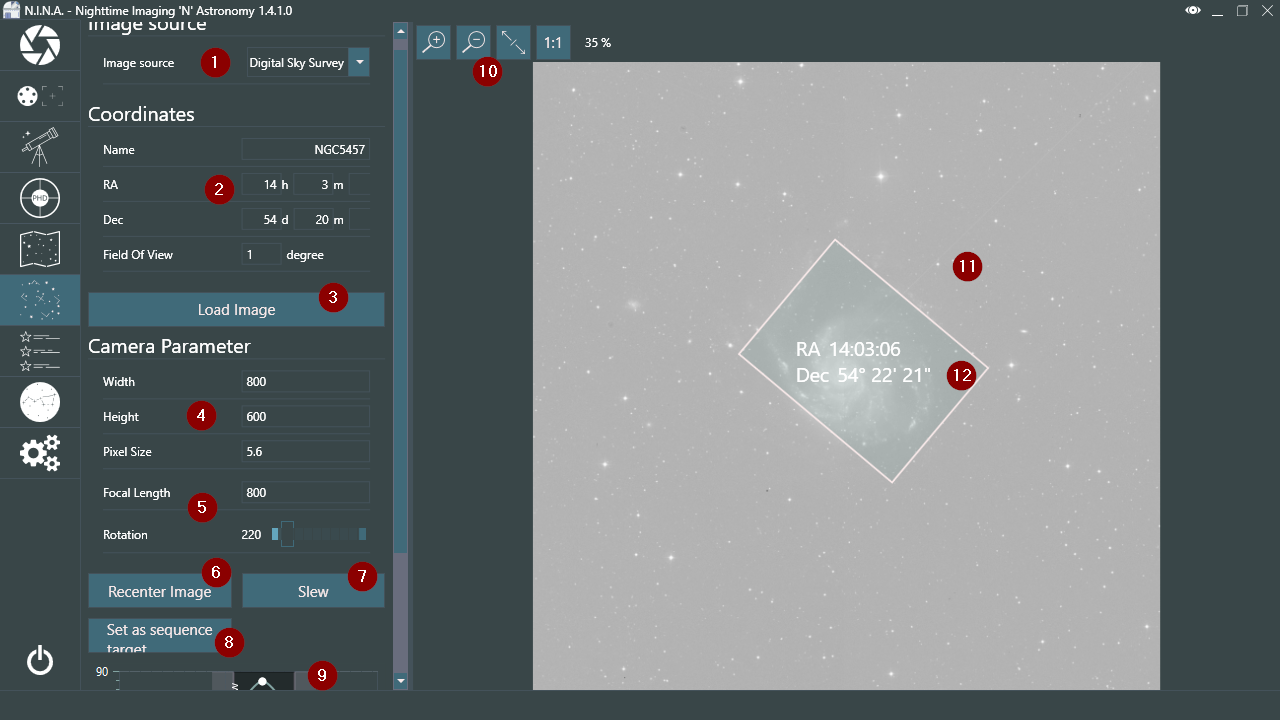 N.I.N.A. - Nighttime Imaging 'N' Astronomy 1.4.1.0
Image source
Image source 1 Digital Sky Survey
Coordinates
Name NGC5457
RA 2 14 h 3 m
Dec 54 d 20 m
Field Of View 1 degree
Load Image 3
Camera Parameter
Width 800
Height 4 600
Pixel Size 5.6
Focal Length 800
5
Rotation 220
Recenter Image 6
Slew 7
Set as sequence
target 8
90 9
PHD
1:1 35 %
10
11
RA 14:03:06
Dec 54° 22' 21" 12